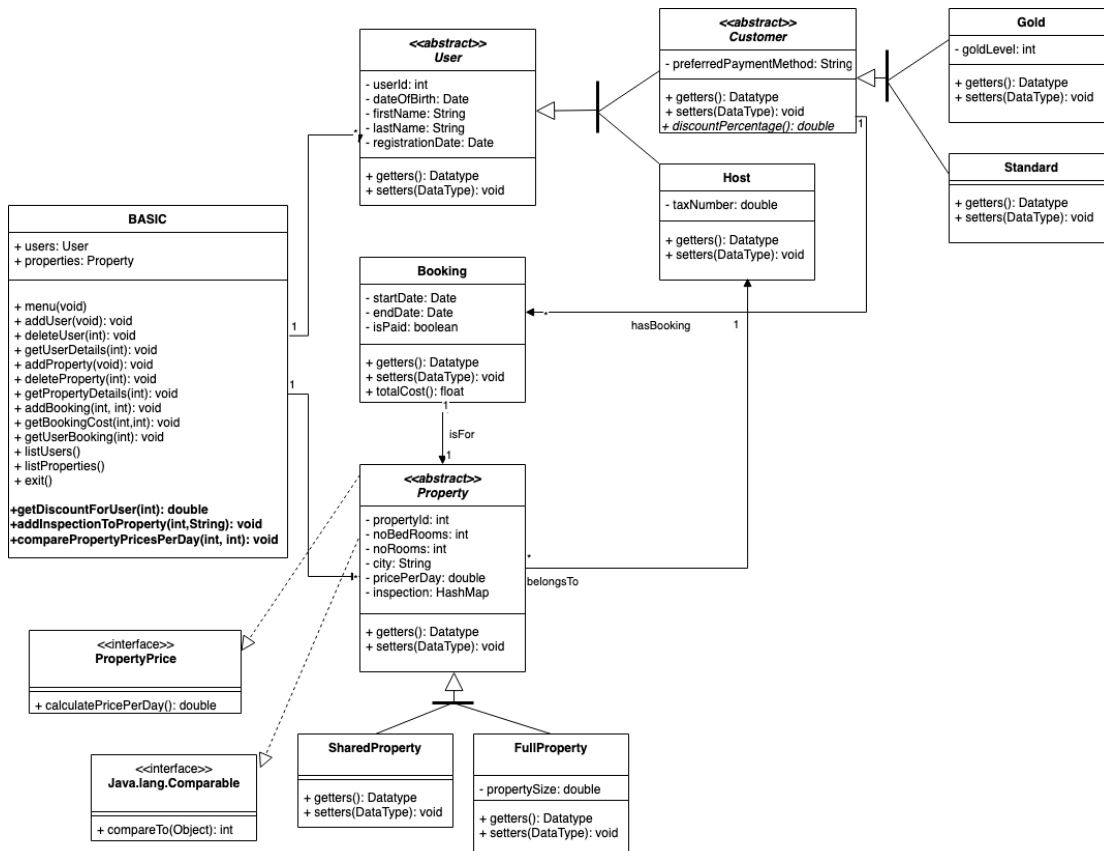 <<abstract>>
User
- userId: int
- dateOfBirth: Date
- firstName: String
- lastName: String
- registrationDate: Date
+ getters(): Datatype
+ setters(DataType): void
<<abstract>>
Customer
- preferredPaymentMethod: String
+ getters(): Datatype
+ setters(DataType): void
+ discountPercentage(): double
1
Gold
- goldLevel: int
+ getters(): Datatype
+ setters(DataType): void
Standard
+ getters(): Datatype
+ setters(DataType): void
Host
- taxNumber: double
+ getters(): Datatype
+ setters(DataType): void
*
BASIC
+ users: User
+ properties: Property
+ menu(void)
+ addUser(void): void
+ deleteUser(int): void
+ getUserDetails(int): void
+ addProperty(void): void
+ deleteProperty(int): void
+ getPropertyDetails(int): void
+ addBooking(int, int): void
+ getBookingCost(int,int): void
+ getUserBooking(int): void
+ listUsers()
+ listProperties()
+ exit()
+getDiscountForUser(int): double
+addInspectionToProperty(int,String): void
+comparePropertyPricesPerDay(int, int): void
1
1
Booking
- startDate: Date
- endDate: Date
- isPaid: boolean
+ getters(): Datatype
+ setters(DataType): void
+ totalCost(): float
*
hasBooking
1
1
isFor
1
<<abstract>>
Property
- propertyId: int
- noBedRooms: int
- noRooms: int
- city: String
- pricePerDay: double
- inspection: HashMap
+ getters(): Datatype
+ setters(DataType): void
*
*
belongsTo
<<interface>>
PropertyPrice
+ calculatePricePerDay(): double
<<interface>>
Java.lang.Comparable
+ compareTo(Object): int
SharedProperty
+ getters(): Datatype
+ setters(DataType): void
FullProperty
- propertySize: double
+ getters(): Datatype
+ setters(DataType): void